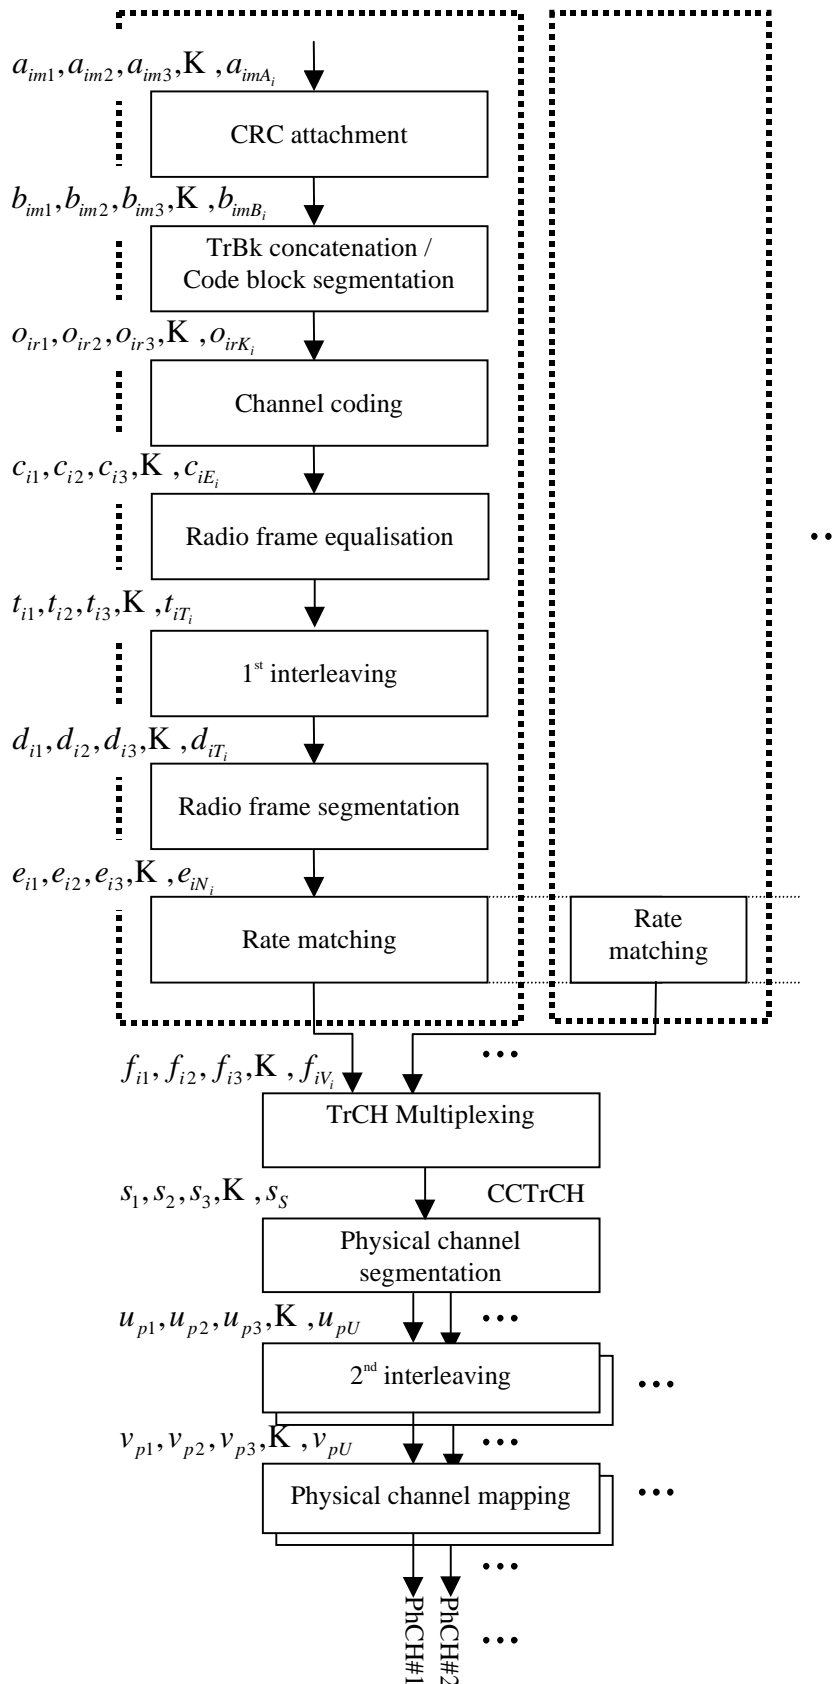 a_{im1}, a_{im2}, a_{im3}, K , a_{imA_i}
CRC attachment
b_{im1}, b_{im2}, b_{im3}, K , b_{imB_i}
TrBk concatenation /
Code block segmentation
o_{ir1}, o_{ir2}, o_{ir3}, K , o_{irK_i}
Channel coding
c_{i1}, c_{i2}, c_{i3}, K , c_{iE_i}
Radio frame equalisation
t_{i1}, t_{i2}, t_{i3}, K , t_{iT_i}
1st interleaving
d_{i1}, d_{i2}, d_{i3}, K , d_{iT_i}
Radio frame segmentation
e_{i1}, e_{i2}, e_{i3}, K , e_{iN_i}
Rate matching
Rate
matching
f_{i1}, f_{i2}, f_{i3}, K , f_{iV_i}
TrCH Multiplexing
s_1, s_2, s_3, K , s_S
CCTrCH
Physical channel
segmentation
u_{p1}, u_{p2}, u_{p3}, K , u_{pU}
2nd interleaving
v_{p1}, v_{p2}, v_{p3}, K , v_{pU}
Physical channel mapping
PhCH#1
PhCH#2